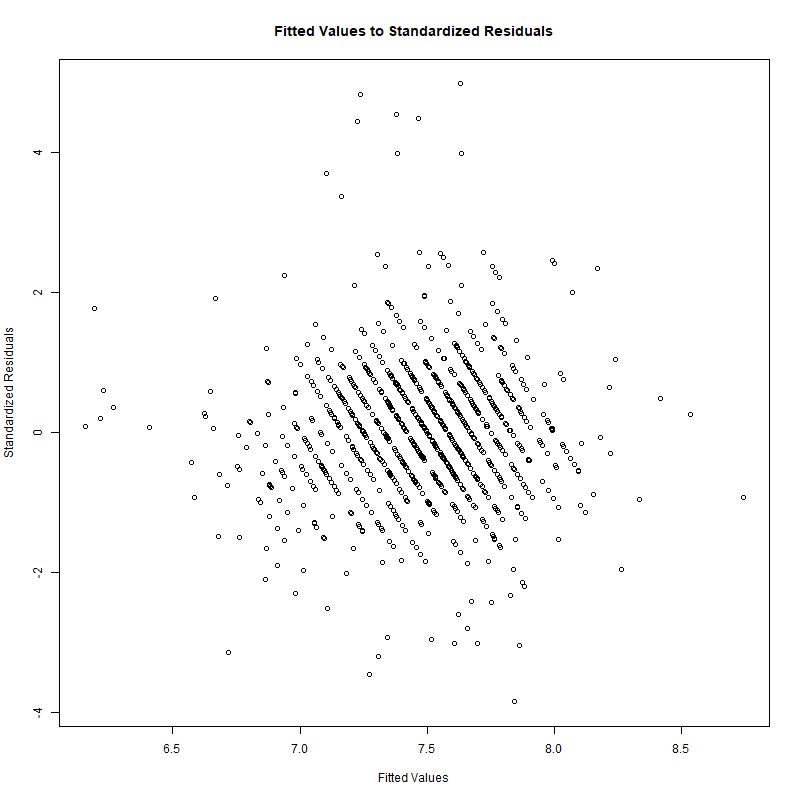 Fitted Values to Standardized Residuals
Standardized Residuals
4
2
0
-2
-4
6.5 7.0 7.5 8.0 8.5
Fitted Values